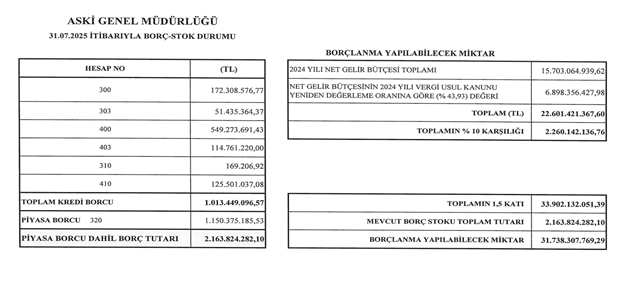 ASKİ GENEL MÜDÜRLÜĞÜ
31.07.2025 İTİBARIYLA BORÇ-STOK DURUMU
HESAP NO (TL)
300 172.308.576,77
303 51.435.364,37
400 549.273.691,43
403 114.761.220,00
310 169.206,92
410 125.501.037,08
TOPLAM KREDİ BORCU 1.013.449.096,57
PİYASA BORCU 320 1.150.375.185,53
PİYASA BORCU DAHİL BORÇ TUTARI 2.163.824.282,10
BORÇLANMA YAPILABİLECEK MİKTAR
2024 YILI NET GELİR BÜTÇESİ TOPLAMI 15.703.064.939,62
NET GELİR BÜTÇESİNİN 2024 YILI VERGİ USUL KANUNU
YENİDEN DEĞERLEME ORANINA GÖRE (% 43,93) DEĞERİ 6.898.356.427,98
TOPLAM (TL) 22.601.421.367,60
TOPLAMIN % 10 KARŞILIĞI 2.260.142.136,76
TOPLAMIN 1,5 KATI 33.902.132.051,39
MEVCUT BORÇ STOKU TOPLAM TUTARI 2.163.824.282,10
BORÇLANMA YAPILABİLECEK MİKTAR 31.738.307.769,29